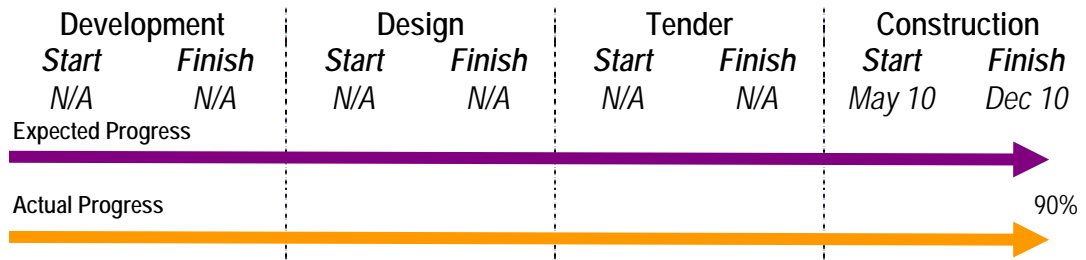 Development Design Tender Construction
Start Finish Start Finish Start Finish Start Finish
N/A N/A N/A N/A N/A N/A May 10 Dec 10
Expected Progress
Actual Progress 90%